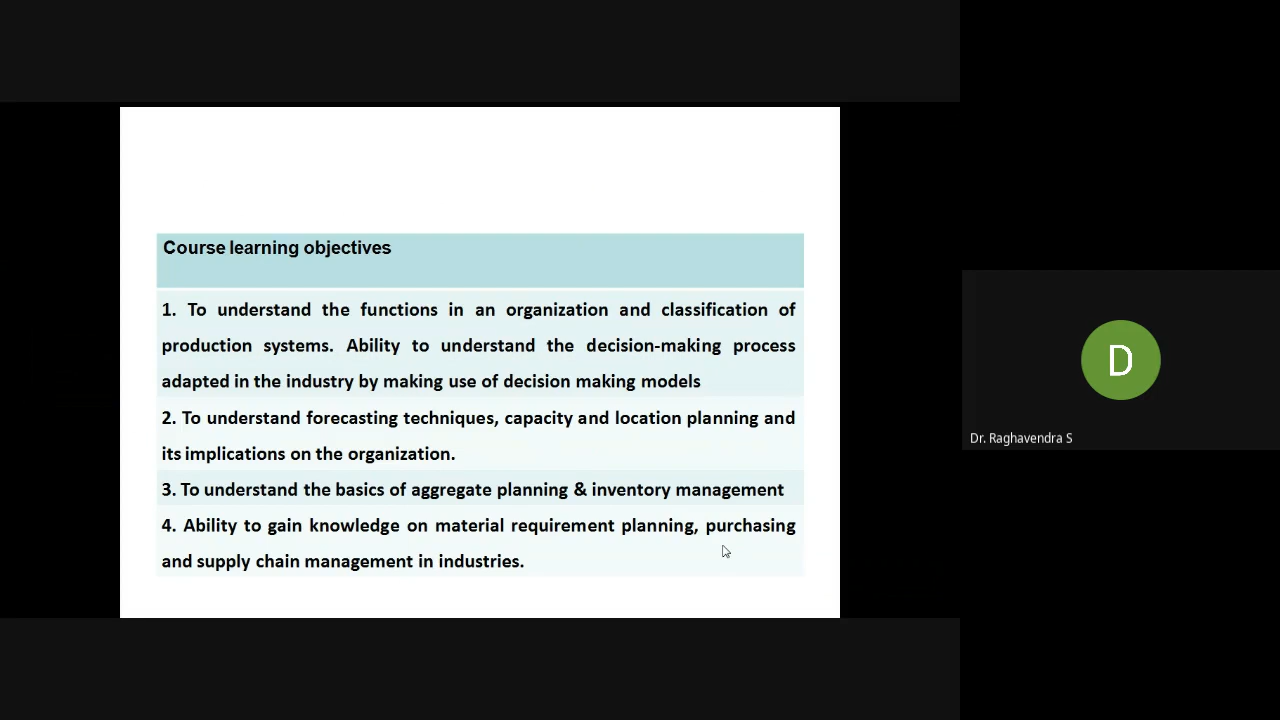 Course learning objectives
1. To understand the functions in an organization and classification of
production systems. Ability to understand the decision-making process
adapted in the industry by making use of decision making models
2. To understand forecasting techniques, capacity and location planning and
its implications on the organization.
3. To understand the basics of aggregate planning & inventory management
4. Ability to gain knowledge on material requirement planning, purchasing
and supply chain management in industries.
D
Dr. Raghavendra S